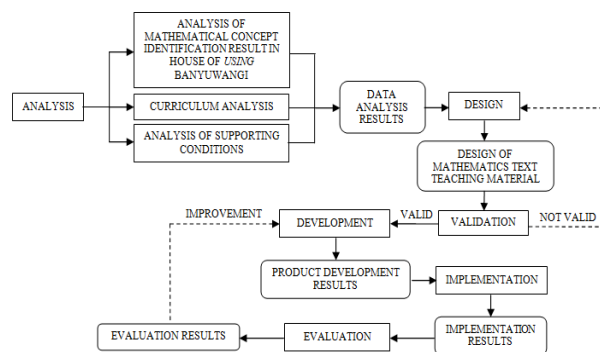 ANALYSIS OF
MATHEMATICAL CONCEPT
IDENTIFICATION RESULT IN
HOUSE OF USING
BANYUWANGI
ANALYSIS
CURRICULUM ANALYSIS
ANALYSIS OF SUPPORTING
CONDITIONS
DATA
ANALYSIS
RESULTS
DESIGN
DESIGN OF
MATHEMATICS TEXT
TEACHING MATERIAL
IMPROVEMENT
DEVELOPMENT
VALID
VALIDATION
NOT VALID
PRODUCT DEVELOPMENT
RESULTS
IMPLEMENTATION
EVALUATION RESULTS
EVALUATION
IMPLEMENTATION
RESULTS